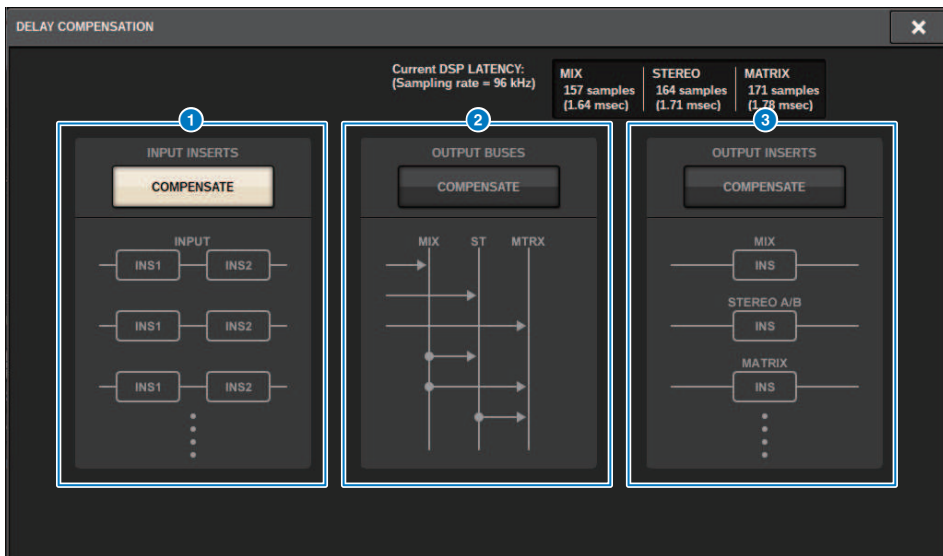 DELAY COMPENSATION
×
Current DSP LATENCY:
(Sampling rate = 96 kHz)
MIX
157 samples
(1.64 msec)
STEREO
164 samples
(1.71 msec)
MATRIX
171 samples
(1.78 msec)
1
INPUT INSERTS
COMPENSATE
INPUT
INS1 INS2
INS1 INS2
INS1 INS2
2
OUTPUT BUSES
COMPENSATE
MIX ST MTRX
3
OUTPUT INSERTS
COMPENSATE
MIX
INS
STEREO A/B
INS
MATRIX
INS